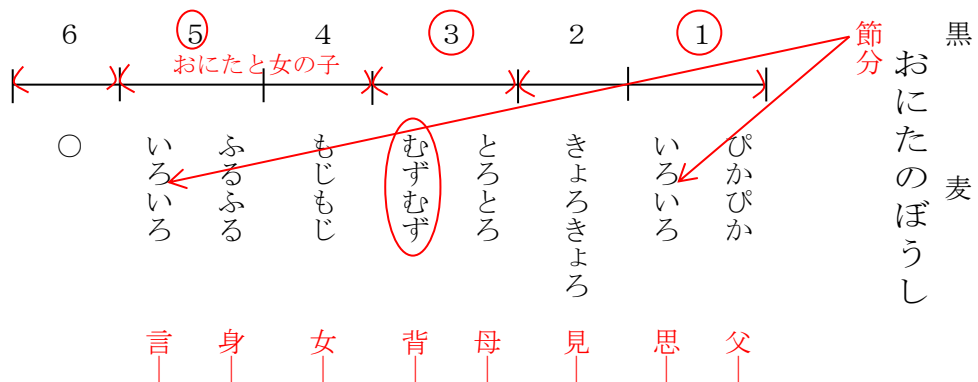 黒 麦
おにたのぼうし
節分
① 2 ③ 4 ⑤ 6
おにたと女の子
ぴかぴか
いろいろ
きょろきょろ
とろとろ
むずむず
もじもじ
ふるふる
いろいろ
○
父
思
見
母
背
女
身
言